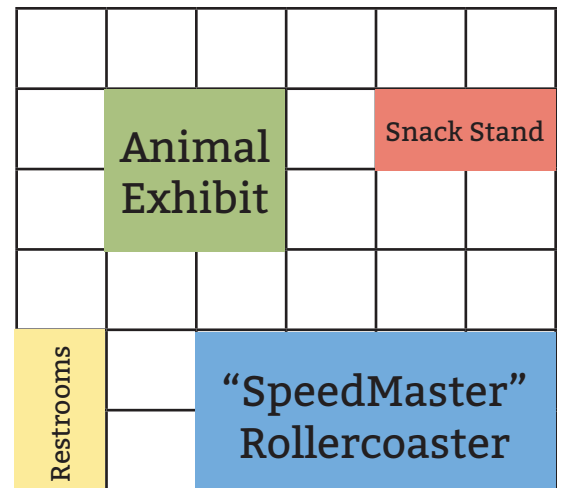 Animal
Exhibit
Snack Stand
Restrooms
“SpeedMaster”
Rollercoaster